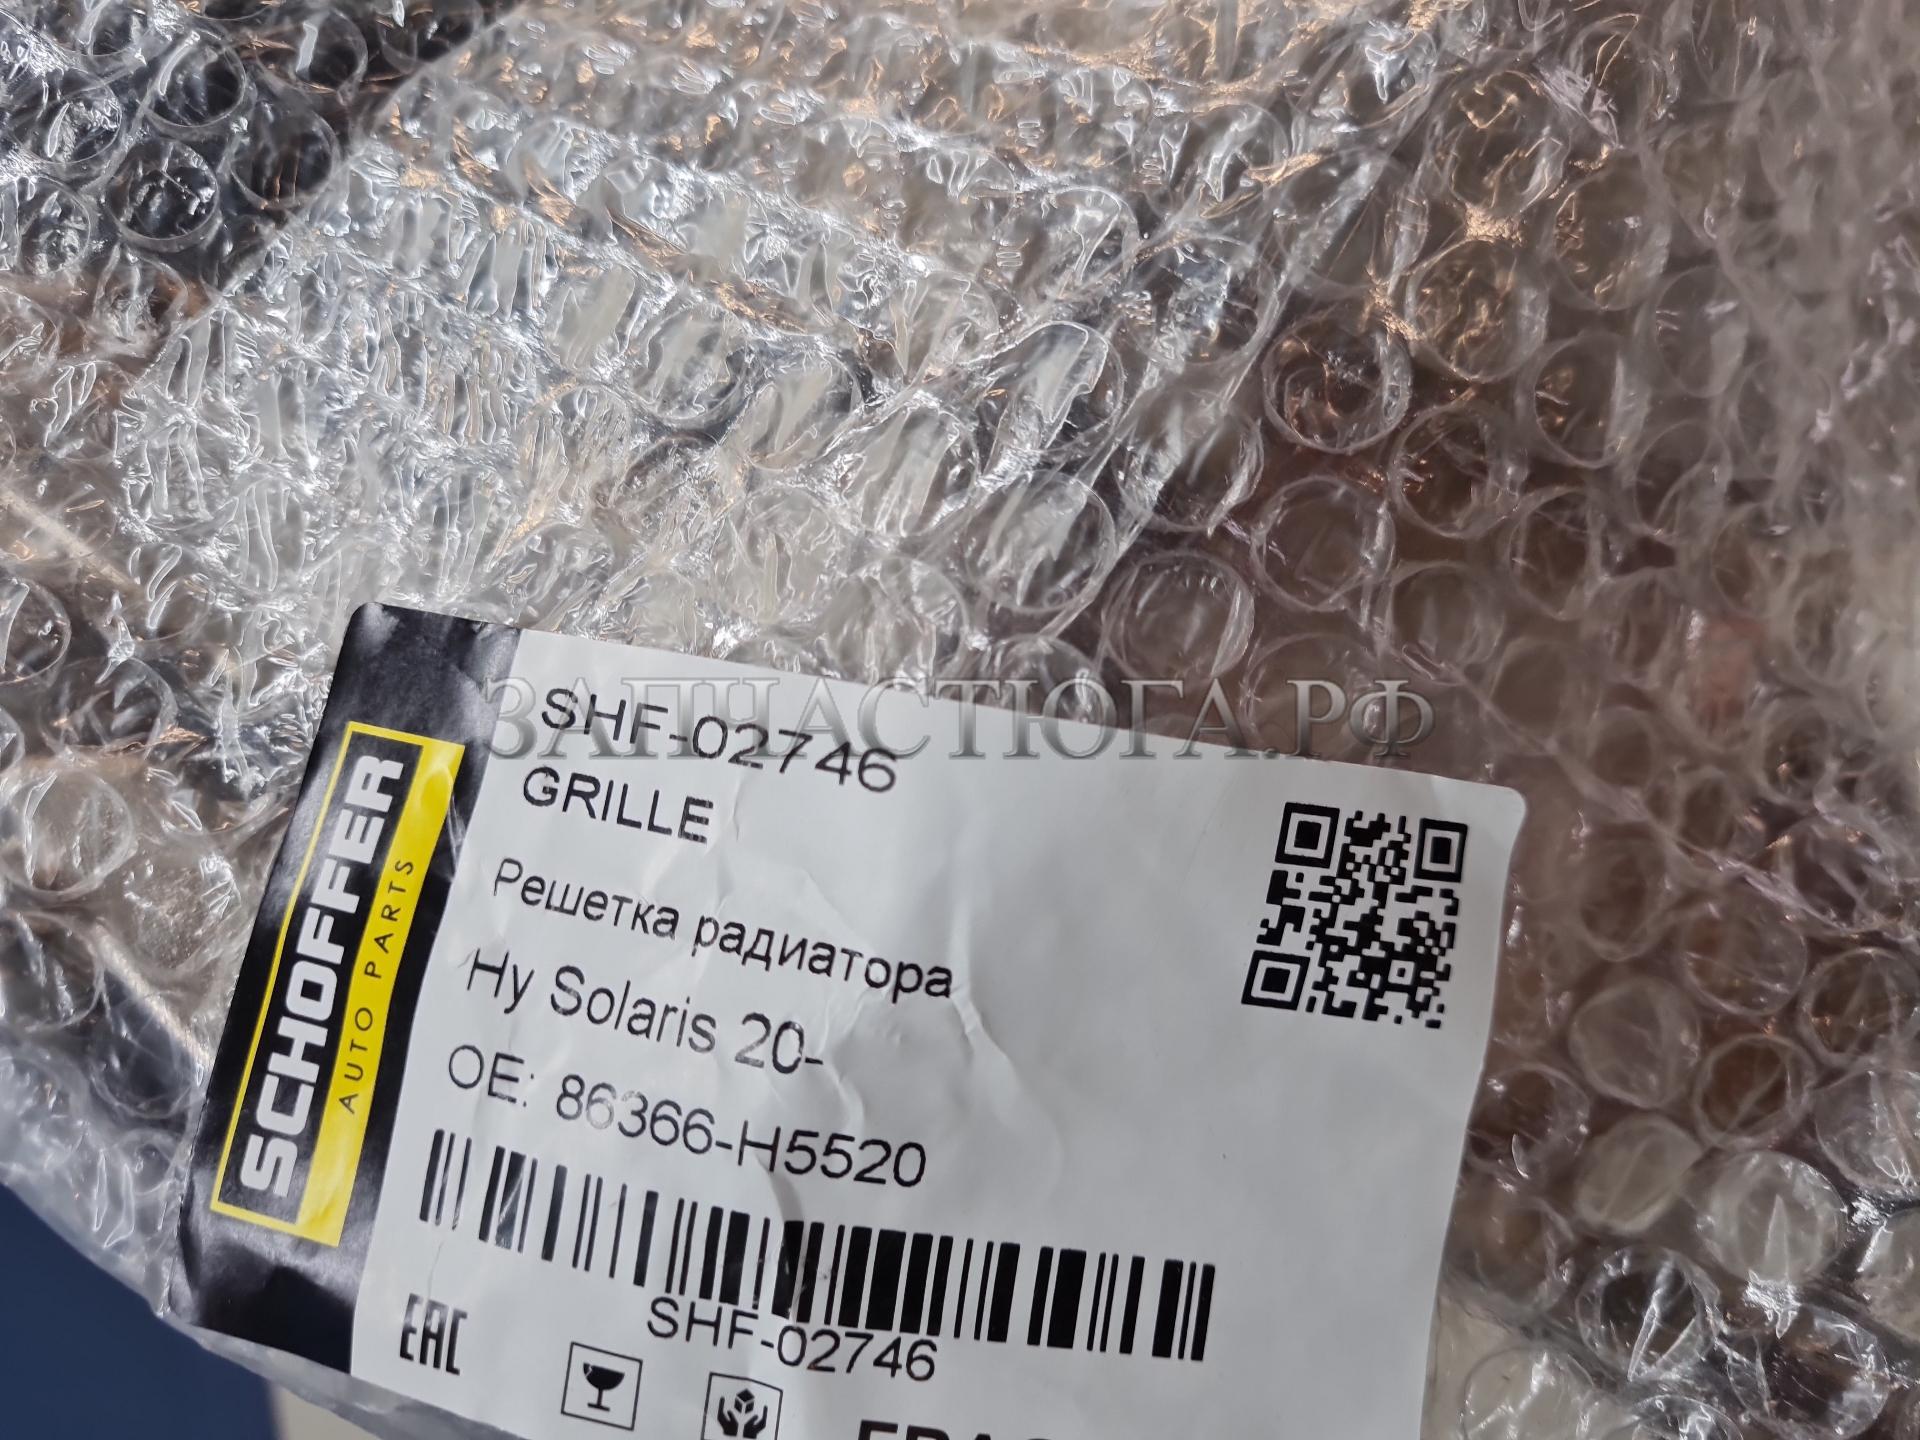 ЗАПЧАСТЮГА.РФ
SHF-02746
GRILLE
Решетка радиатора
Hy Solaris 20-
OE: 86366-H5520
SHF-02746
EAC
SCHOFFER
AUTO PARTS